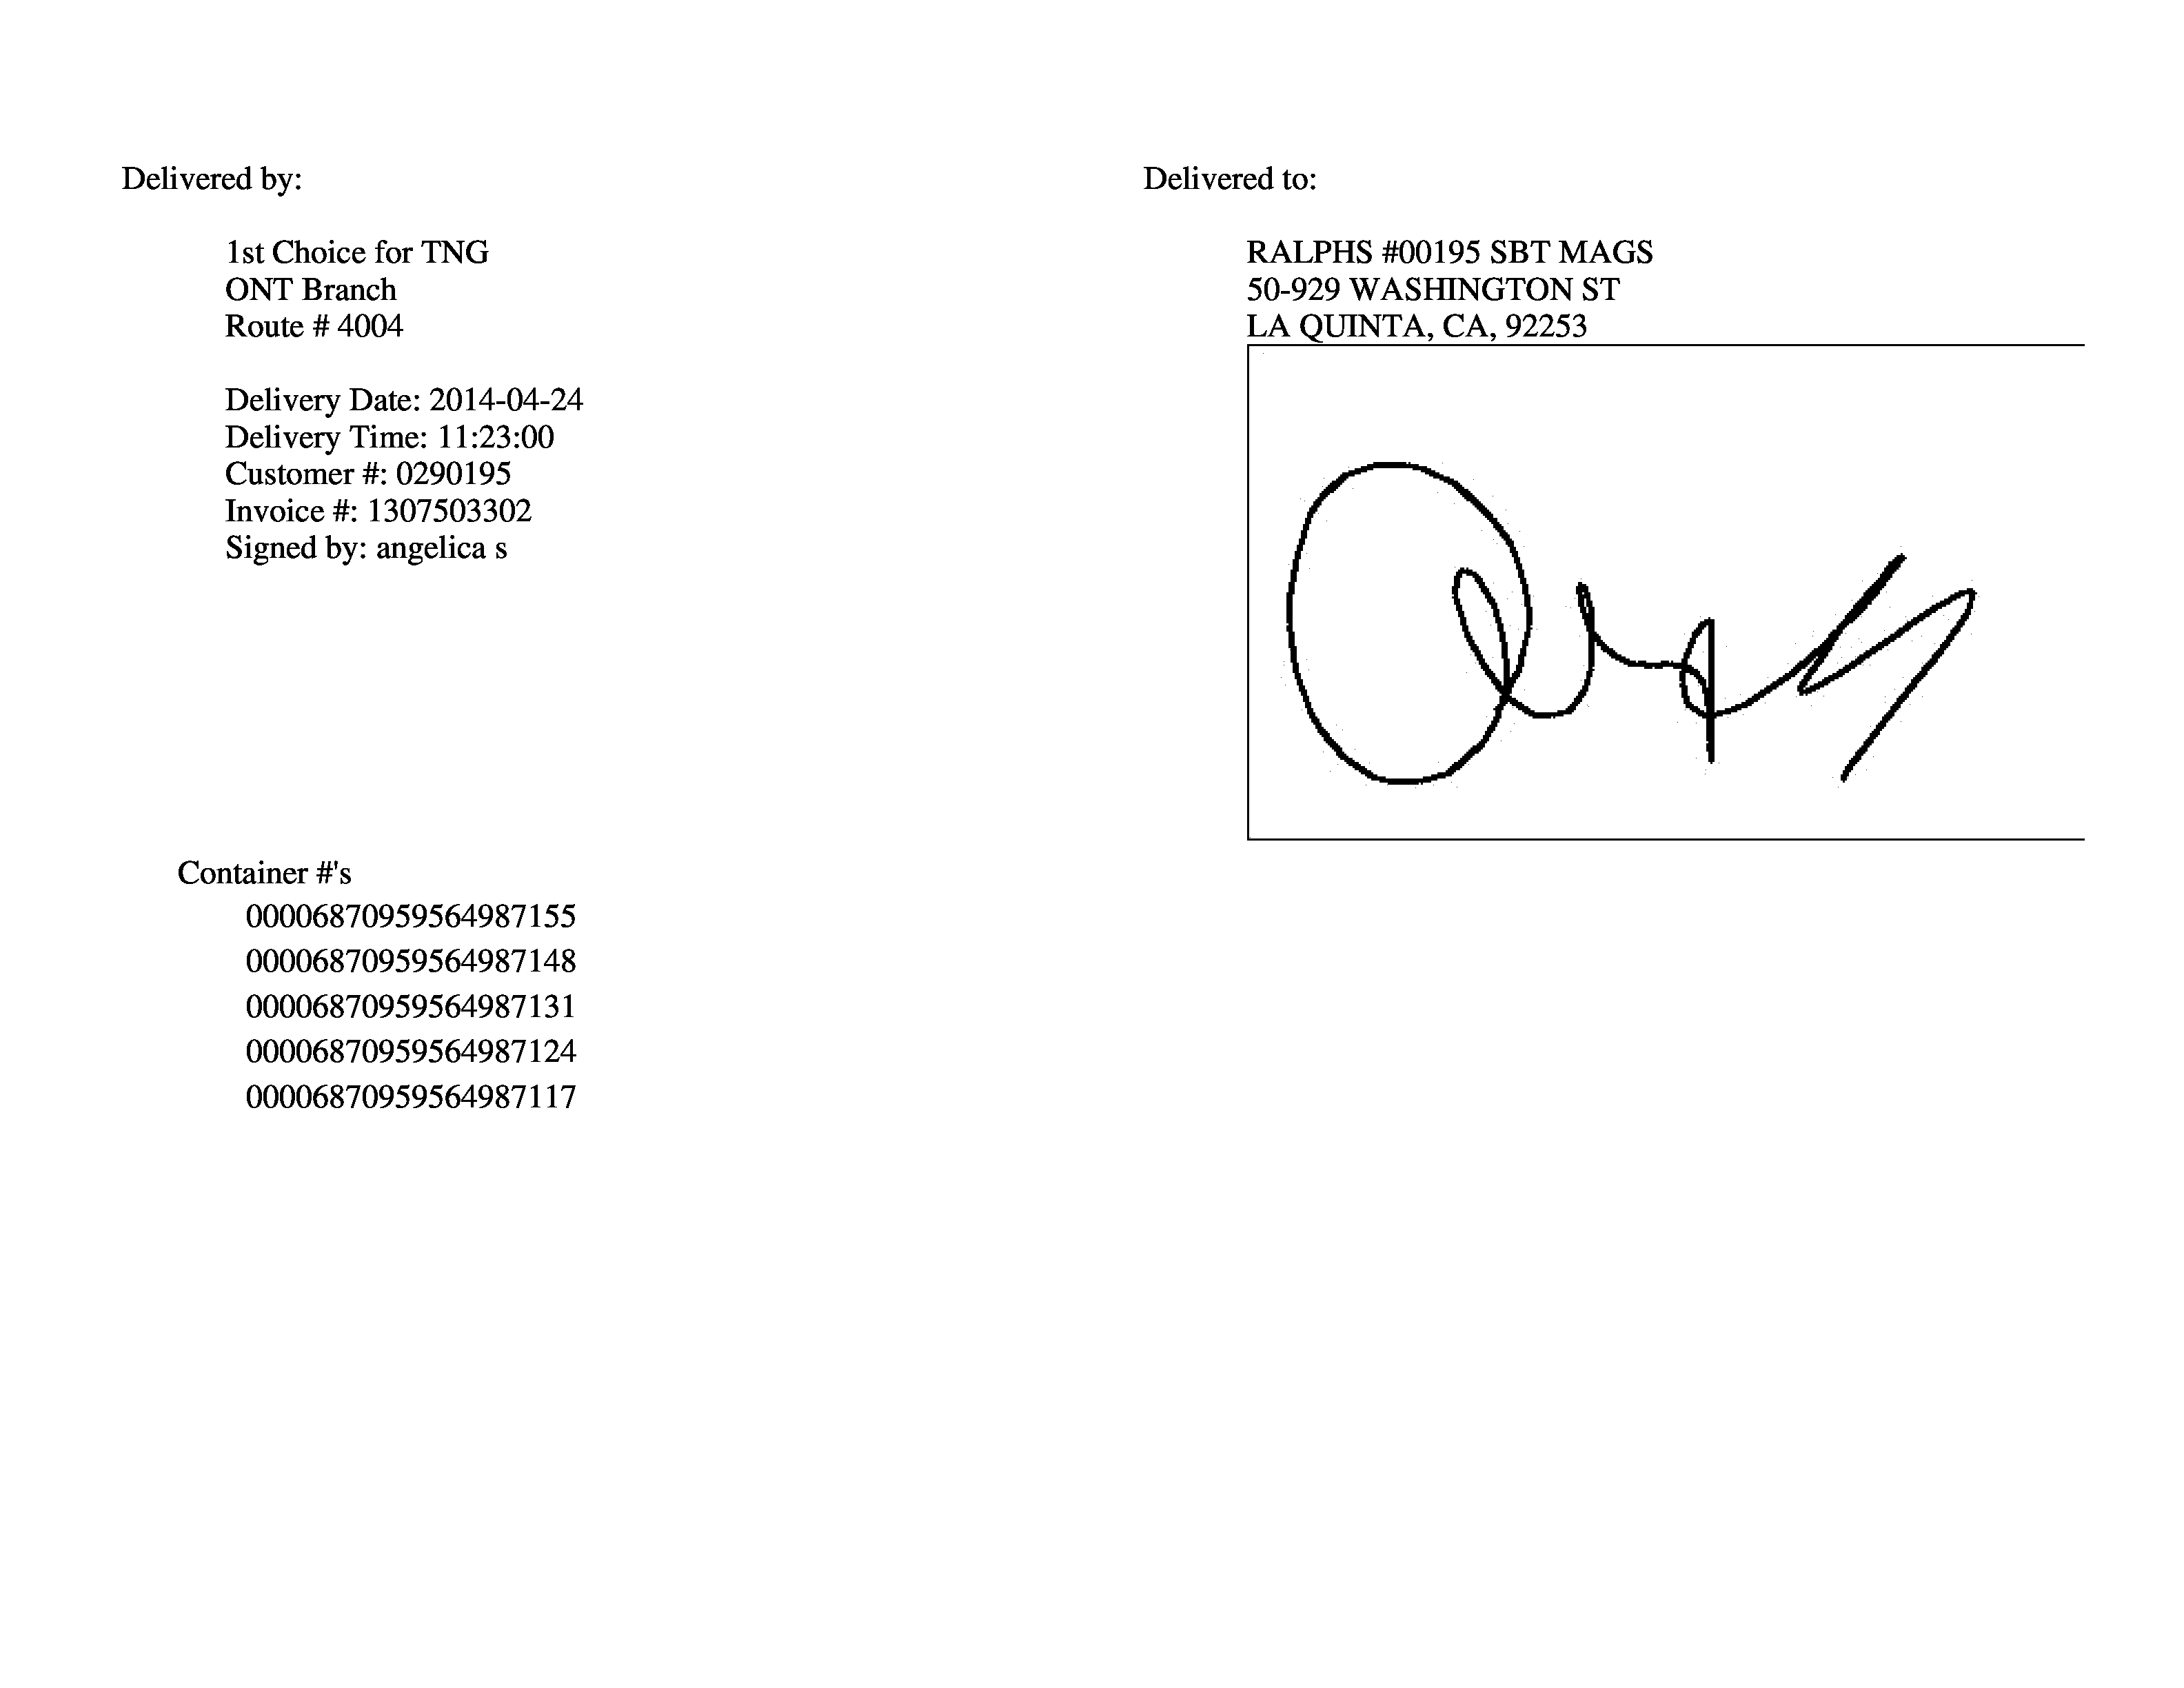 Delivered by:
1st Choice for TNG
ONT Branch
Route # 4004
Delivery Date: 2014-04-24
Delivery Time: 11:23:00
Customer #: 0290195
Invoice #: 1307503302
Signed by: angelica s
Delivered to:
RALPHS #00195 SBT MAGS
50-929 WASHINGTON ST
LA QUINTA, CA, 92253
Container #'s
00006870959564987155
00006870959564987148
00006870959564987131
00006870959564987124
00006870959564987117